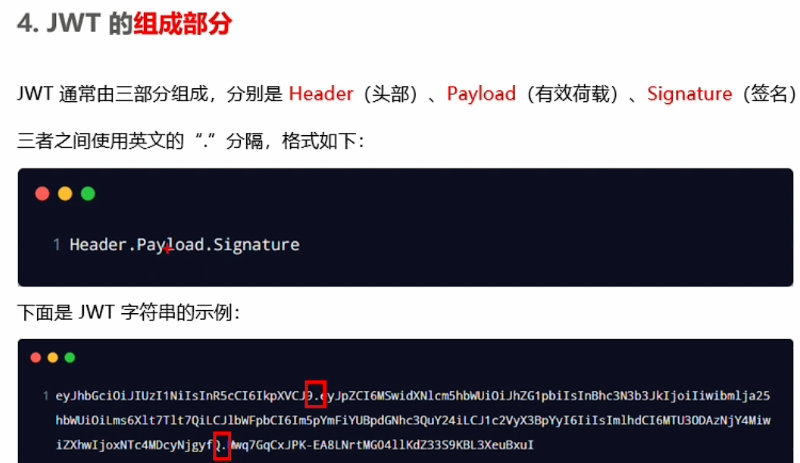 4. JWT 的组成部分
JWT 通常由三部分组成，分别是 Header（头部）、Payload（有效荷载）、Signature（签名）
三者之间使用英文的“.”分隔，格式如下：
1 Header.Payload.Signature
下面是 JWT 字符串的示例：
1 eyJhbGciOiJIUzI1NiIsInR5cCI6IkpXVCJ9.eyJpZCI6MSwidXNlcm5hbWUiOiJhZG1pbiIsInBhc3N3b3JkIjoiIiwibmlja25
hbWUiOiLms6Xlt7Tlt7QiLCJlbWFpbCI6Im5pYmFiYUBpdGNhc3QuY24iLCJ1c2VyX3BpYyI6IiIsImlhdCI6MTU3ODAzNjY4Miw
iZXhwIjoxNTc4MDcyNjgyfQ.Mwq7GqCxJPK-EA8LNrtMG04llKdZ33S9KBL3XeuBxuI